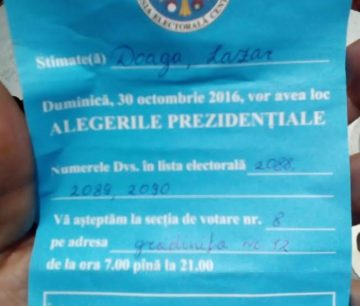 Stimate(ă) Doaga, Lazar
Duminică, 30 octombrie 2016, vor avea loc
ALEGERILE PREZIDENȚIALE
Numerele Dvs. în lista electorală 2088
2089, 2090
Vă așteptăm la secția de votare nr. 8
pe adresa grădinița nr 12
de la ora 7.00 pînă la 21.00